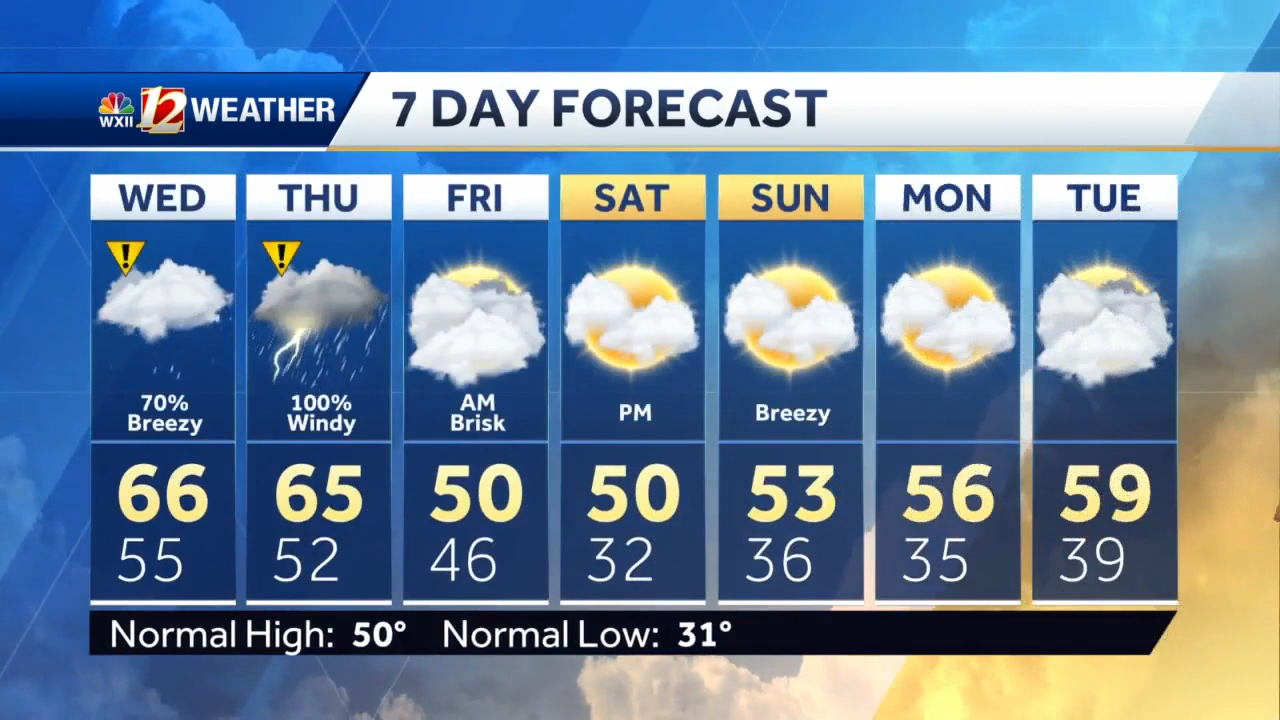 WXII 12 WEATHER
7 DAY FORECAST
WED THU FRI SAT SUN MON TUE
! !
70% 100% AM PM Breezy
Breezy Windy Brisk
66 65 50 50 53 56 59
55 52 46 32 36 35 39
Normal High: 50° Normal Low: 31°